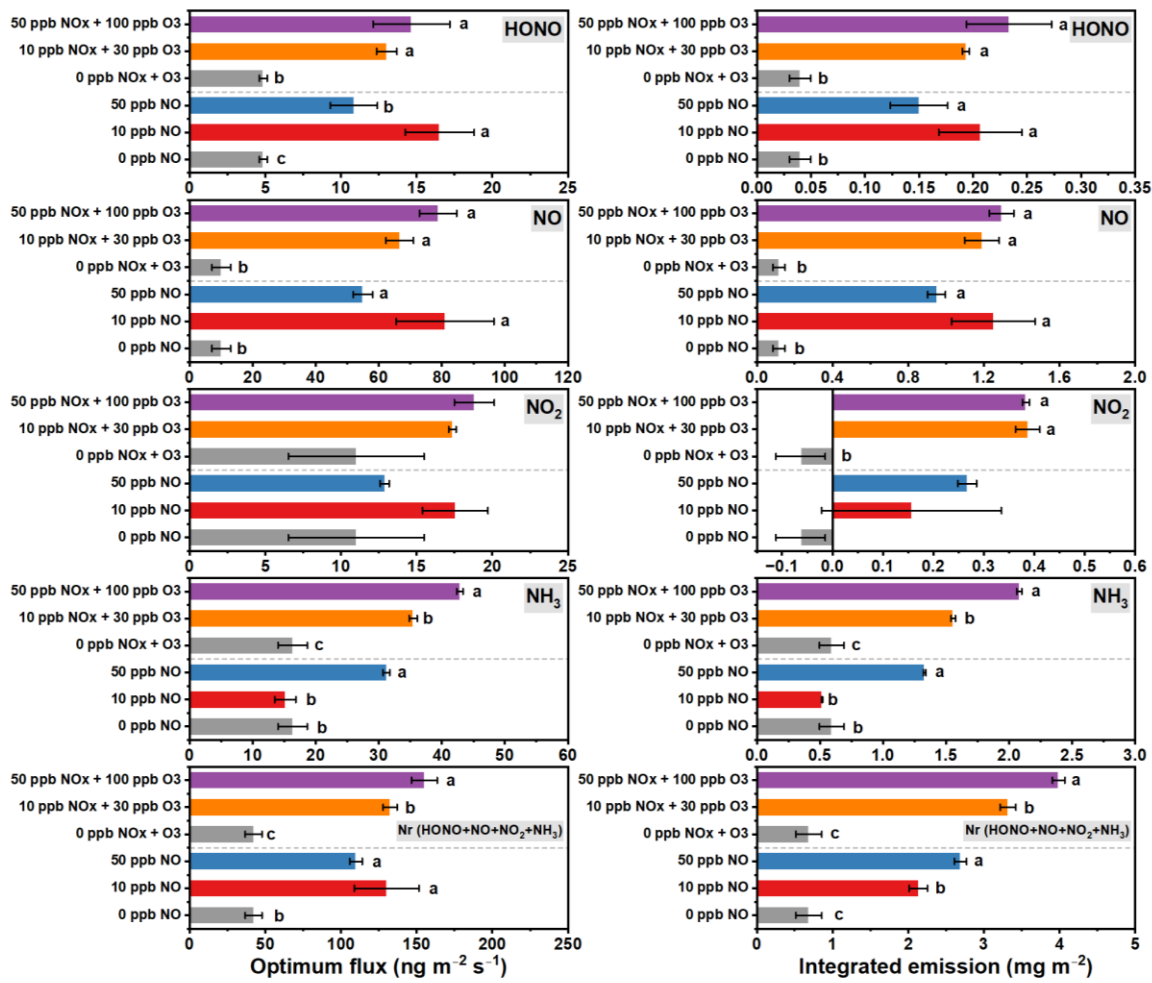 HONO
50 ppb NOx + 100 ppb O3
a
10 ppb NOx + 30 ppb O3
a
0 ppb NOx + O3
b
50 ppb NO
b
10 ppb NO
a
0 ppb NO
c
0 5 10 15 20 25
HONO
50 ppb NOx + 100 ppb O3
a
10 ppb NOx + 30 ppb O3
a
0 ppb NOx + O3
b
50 ppb NO
a
10 ppb NO
a
0 ppb NO
b
0.00 0.05 0.10 0.15 0.20 0.25 0.30 0.35
NO
50 ppb NOx + 100 ppb O3
a
10 ppb NOx + 30 ppb O3
a
0 ppb NOx + O3
b
50 ppb NO
a
10 ppb NO
a
0 ppb NO
b
0 20 40 60 80 100 120
NO
50 ppb NOx + 100 ppb O3
a
10 ppb NOx + 30 ppb O3
a
0 ppb NOx + O3
b
50 ppb NO
a
10 ppb NO
a
0 ppb NO
b
0.0 0.4 0.8 1.2 1.6 2.0
NO₂
50 ppb NOx + 100 ppb O3
10 ppb NOx + 30 ppb O3
0 ppb NOx + O3
50 ppb NO
10 ppb NO
0 ppb NO
0 5 10 15 20 25
NO₂
50 ppb NOx + 100 ppb O3
a
10 ppb NOx + 30 ppb O3
a
0 ppb NOx + O3
b
50 ppb NO
10 ppb NO
0 ppb NO
−0.1 0.0 0.1 0.2 0.3 0.4 0.5 0.6
NH₃
50 ppb NOx + 100 ppb O3
a
10 ppb NOx + 30 ppb O3
b
0 ppb NOx + O3
c
50 ppb NO
a
10 ppb NO
b
0 ppb NO
b
0 10 20 30 40 50 60
NH₃
50 ppb NOx + 100 ppb O3
a
10 ppb NOx + 30 ppb O3
b
0 ppb NOx + O3
c
50 ppb NO
a
10 ppb NO
b
0 ppb NO
b
0.0 0.5 1.0 1.5 2.0 2.5 3.0
50 ppb NOx + 100 ppb O3
a
10 ppb NOx + 30 ppb O3
b
0 ppb NOx + O3
c
Nr (HONO+NO+NO₂+NH₃)
50 ppb NO
a
10 ppb NO
a
0 ppb NO
b
0 50 100 150 200 250
Optimum flux (ng m⁻² s⁻¹)
50 ppb NOx + 100 ppb O3
a
10 ppb NOx + 30 ppb O3
b
0 ppb NOx + O3
c
Nr (HONO+NO+NO₂+NH₃)
50 ppb NO
a
10 ppb NO
b
0 ppb NO
c
0 1 2 3 4 5
Integrated emission (mg m⁻²)